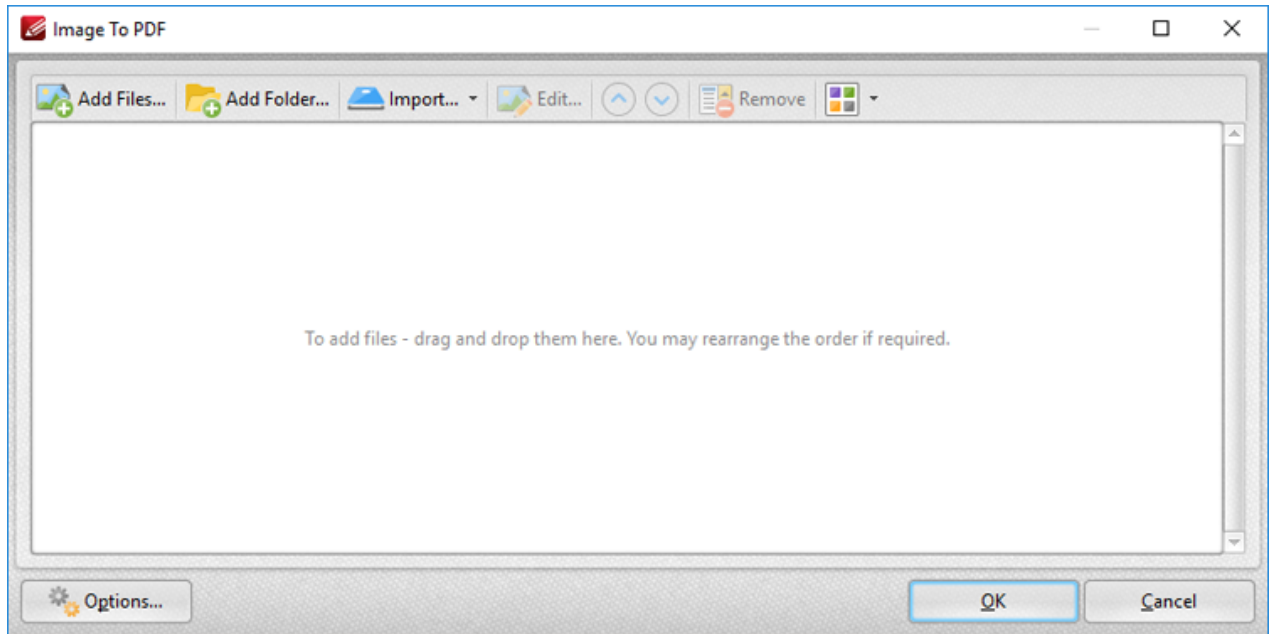 Image To PDF
Add Files... Add Folder... Import... Edit... Remove
To add files - drag and drop them here. You may rearrange the order if required.
Options... OK Cancel